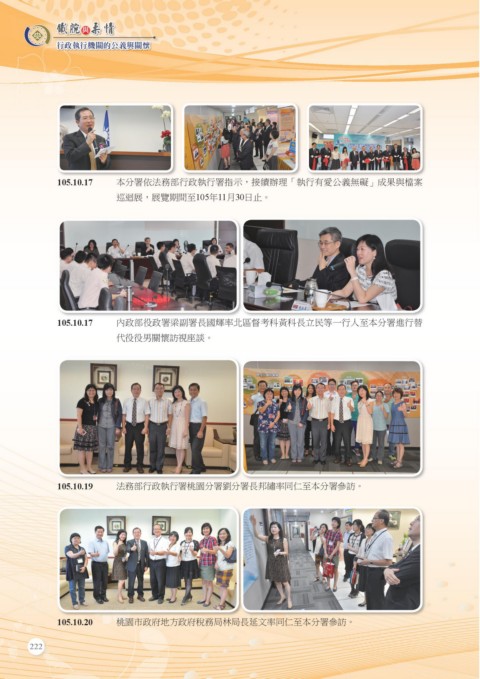 鐵腕與柔情
行政執行機關的公義與關懷
105.10.17 本分署依法務部行政執行署指示，接續辦理「執行有愛公義無礙」成果與檔案
巡迴展，展覽期間至105年11月30日止。
105.10.17 內政部役政署梁副署長國輝率北區督考科黃科長立民等一行人至本分署進行替
代役役男關懷訪視座談。
105.10.19 法務部行政執行署桃園分署劉分署長邦繡率同仁至本分署參訪。
105.10.20 桃園市政府地方政府稅務局林局長延文率同仁至本分署參訪。
222